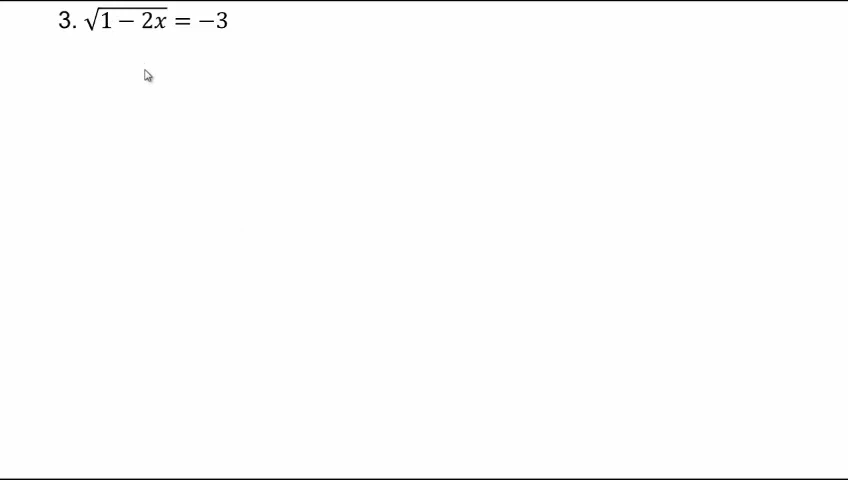 3. √(1 − 2x) = −3